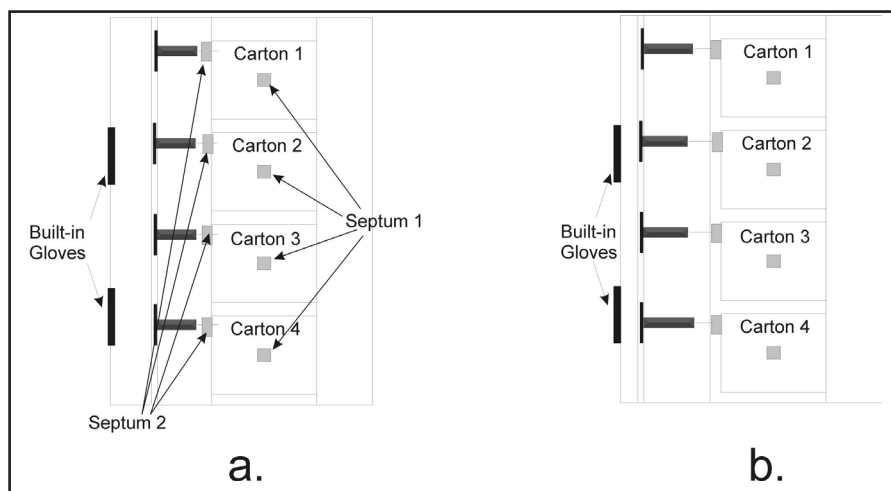 Carton 1
Carton 2
Built-in
Gloves
Septum 1
Carton 3
Carton 4
Septum 2
a.
Carton 1
Carton 2
Built-in
Gloves
Carton 3
Carton 4
b.